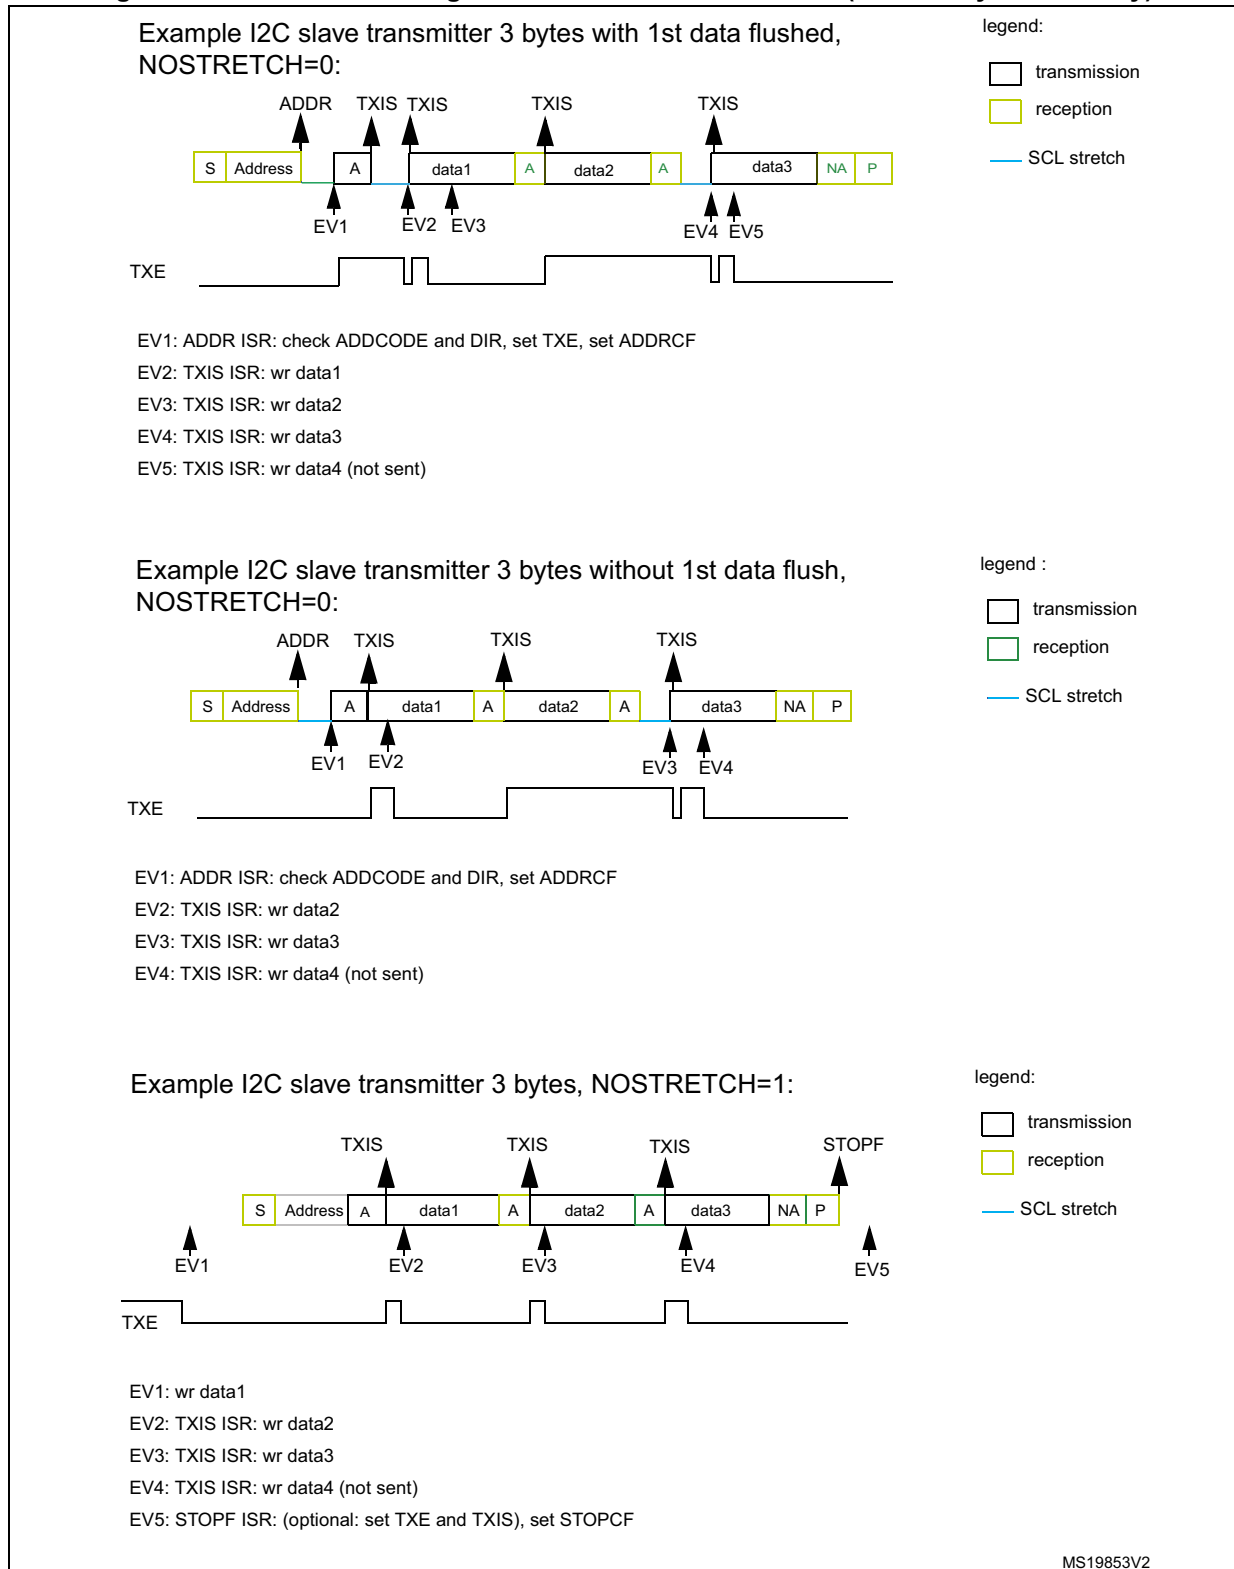 Example I2C slave transmitter 3 bytes with 1st data flushed,
NOSTRETCH=0:
legend:
transmission
reception
SCL stretch
ADDR TXIS TXIS TXIS TXIS
S Address A data1 A data2 A data3 NA P
EV1 EV2 EV3 EV4 EV5
TXE
EV1: ADDR ISR: check ADDCODE and DIR, set TXE, set ADDRCF
EV2: TXIS ISR: wr data1
EV3: TXIS ISR: wr data2
EV4: TXIS ISR: wr data3
EV5: TXIS ISR: wr data4 (not sent)
Example I2C slave transmitter 3 bytes without 1st data flush,
NOSTRETCH=0:
legend :
transmission
reception
SCL stretch
ADDR TXIS TXIS TXIS
S Address A data1 A data2 A data3 NA P
EV1 EV2 EV3 EV4
TXE
EV1: ADDR ISR: check ADDCODE and DIR, set ADDRCF
EV2: TXIS ISR: wr data2
EV3: TXIS ISR: wr data3
EV4: TXIS ISR: wr data4 (not sent)
Example I2C slave transmitter 3 bytes, NOSTRETCH=1:
legend:
transmission
reception
SCL stretch
TXIS TXIS TXIS STOPF
S Address A data1 A data2 A data3 NA P
EV1 EV2 EV3 EV4 EV5
TXE
EV1: wr data1
EV2: TXIS ISR: wr data2
EV3: TXIS ISR: wr data3
EV4: TXIS ISR: wr data4 (not sent)
EV5: STOPF ISR: (optional: set TXE and TXIS), set STOPCF
MS19853V2